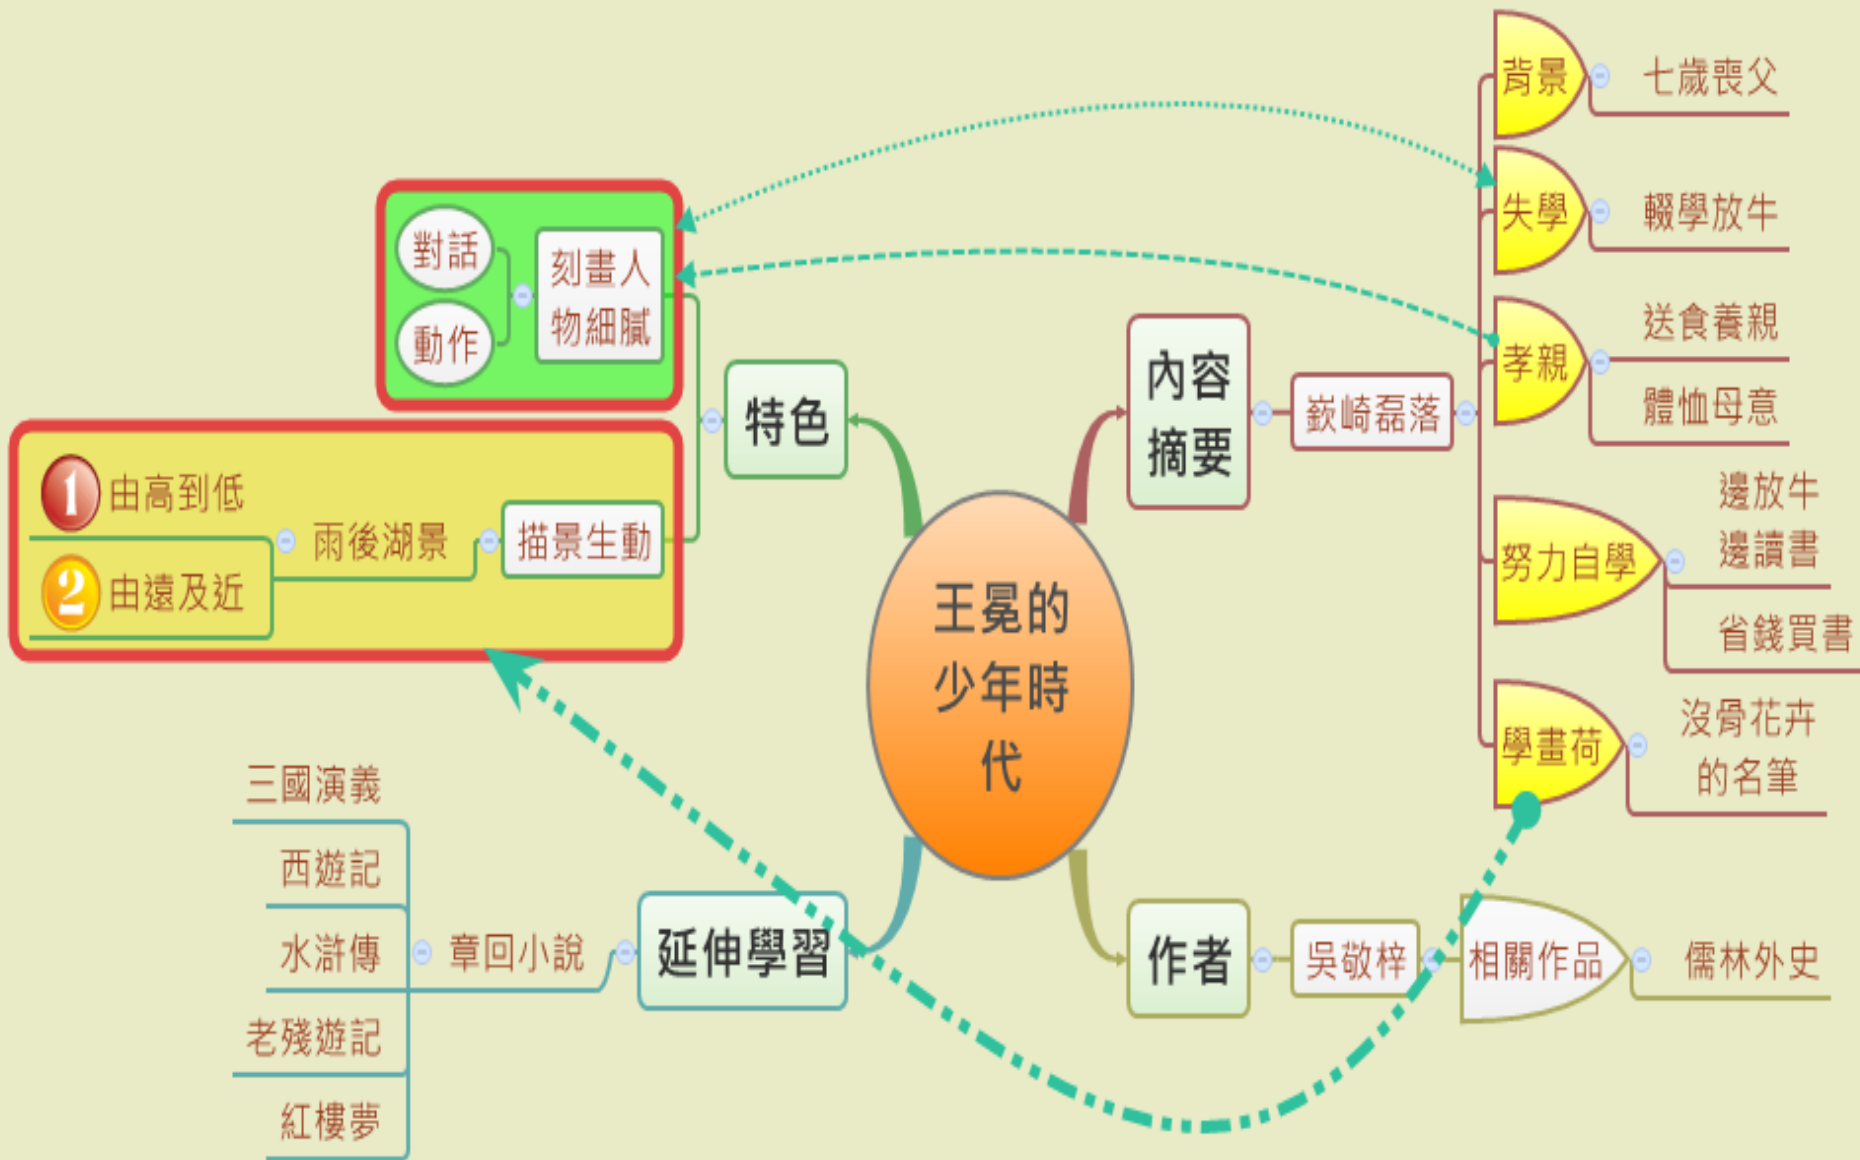 王冕的
少年時
代
內容
摘要
嶔崎磊落
背景
七歲喪父
失學
輟學放牛
孝親
送食養親
體恤母意
努力自學
邊放牛
邊讀書
省錢買書
學畫荷
沒骨花卉
的名筆
作者
吳敬梓
相關作品
儒林外史
特色
刻畫人
物細膩
對話
動作
描景生動
雨後湖景
1
由高到低
2
由遠及近
延伸學習
章回小說
三國演義
西遊記
水滸傳
老殘遊記
紅樓夢